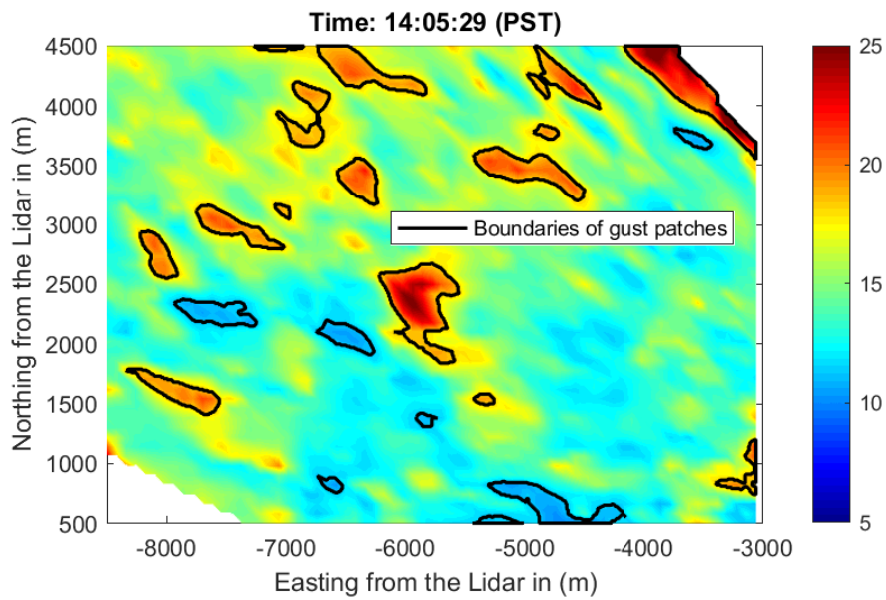 Time: 14:05:29 (PST)
4500
4000
3500
3000
2500
2000
1500
1000
500
Northing from the Lidar in (m)
Boundaries of gust patches
-8000 -7000 -6000 -5000 -4000 -3000
Easting from the Lidar in (m)
25
20
15
10
5